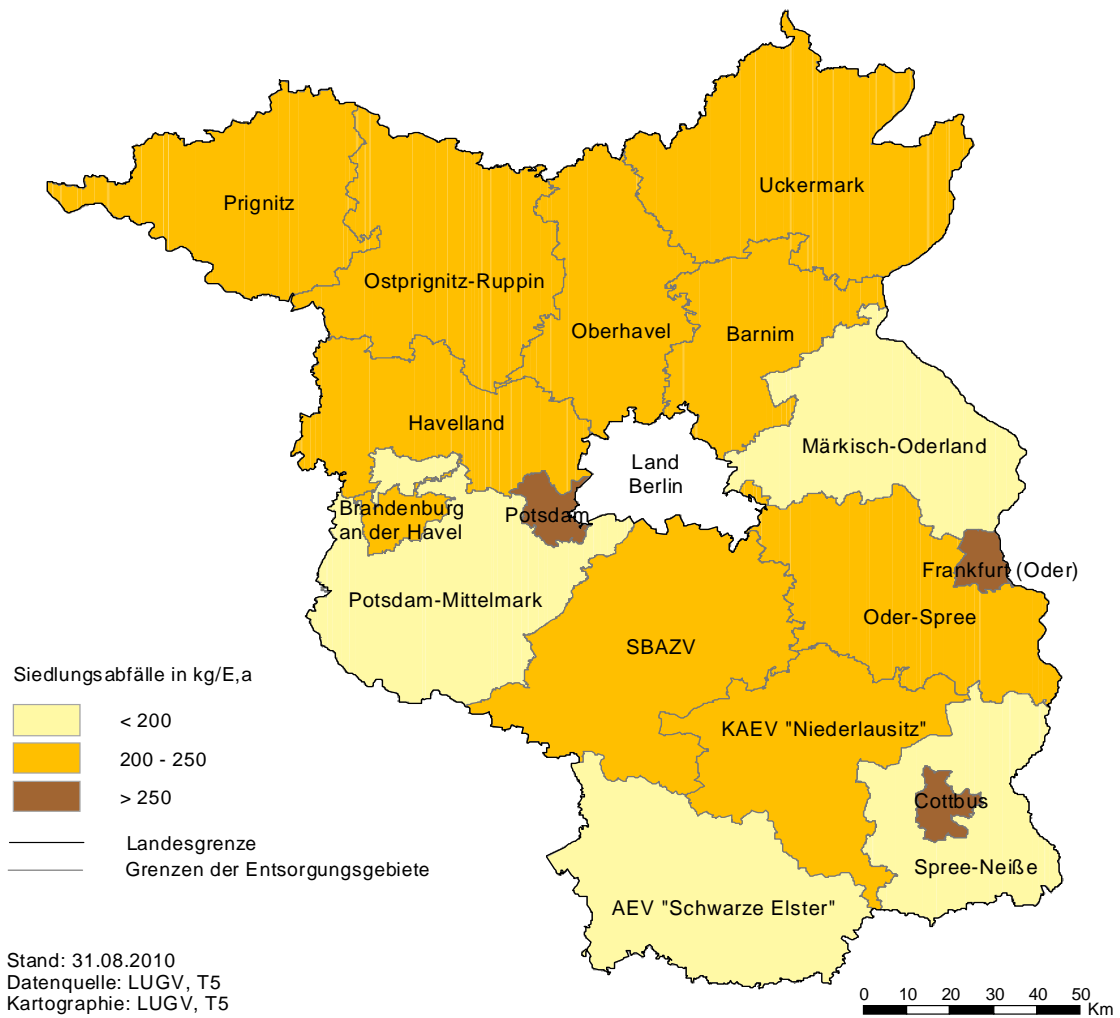 Uckermark
Prignitz
Ostprignitz-Ruppin
Oberhavel
Barnim
Havelland
Märkisch-Oderland
Land
Berlin
Brandenburg
an der Havel
Potsdam
Frankfurt (Oder)
Potsdam-Mittelmark
Oder-Spree
SBAZV
KAEV "Niederlausitz"
Cottbus
Spree-Neiße
AEV "Schwarze Elster"
Siedlungsabfälle in kg/E,a
< 200
200 - 250
> 250
Landesgrenze
Grenzen der Entsorgungsgebiete
Stand: 31.08.2010
Datenquelle: LUGV, T5
Kartographie: LUGV, T5
0 10 20 30 40 50
Km